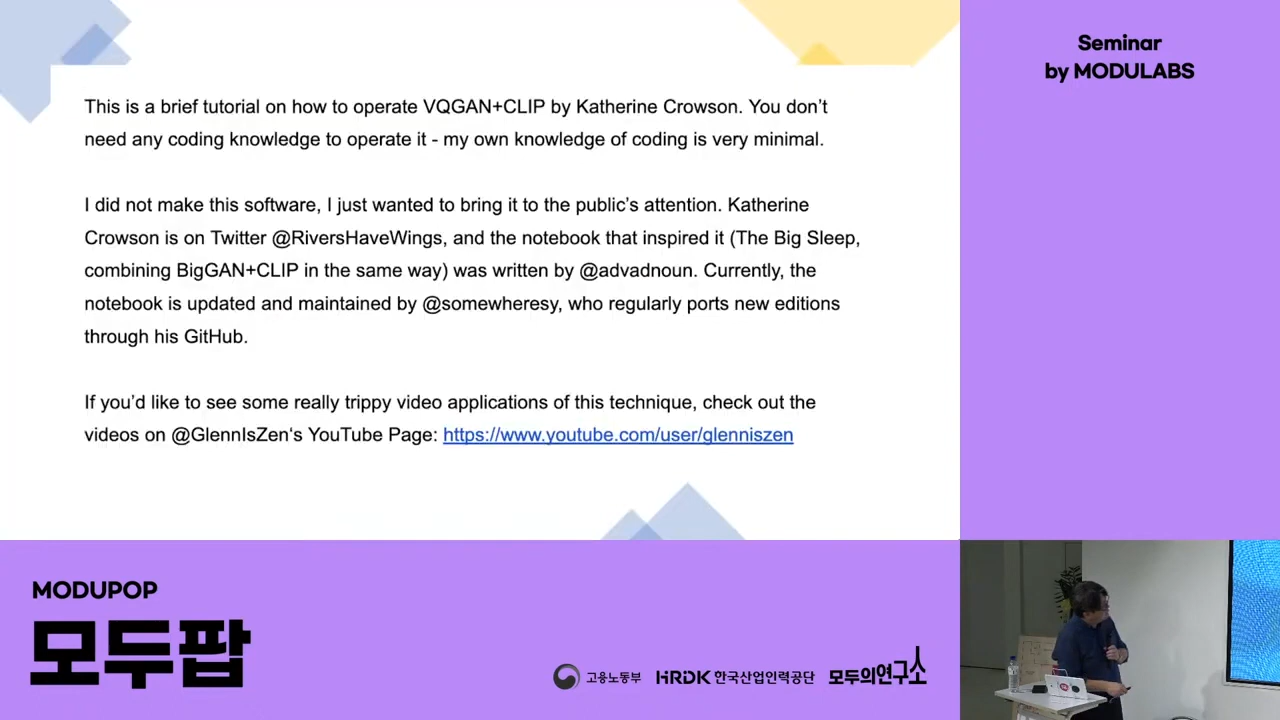 This is a brief tutorial on how to operate VQGAN+CLIP by Katherine Crowson. You don’t
need any coding knowledge to operate it - my own knowledge of coding is very minimal.
I did not make this software, I just wanted to bring it to the public’s attention. Katherine
Crowson is on Twitter @RiversHaveWings, and the notebook that inspired it (The Big Sleep,
combining BigGAN+CLIP in the same way) was written by @advadnoun. Currently, the
notebook is updated and maintained by @somewheresy, who regularly ports new editions
through his GitHub.
If you’d like to see some really trippy video applications of this technique, check out the
videos on @GlennIsZen‘s YouTube Page: https://www.youtube.com/user/glenniszen
Seminar
by MODULABS
MODUPOP
모두팝
고용노동부 HRDK 한국산업인력공단 모두의연구소